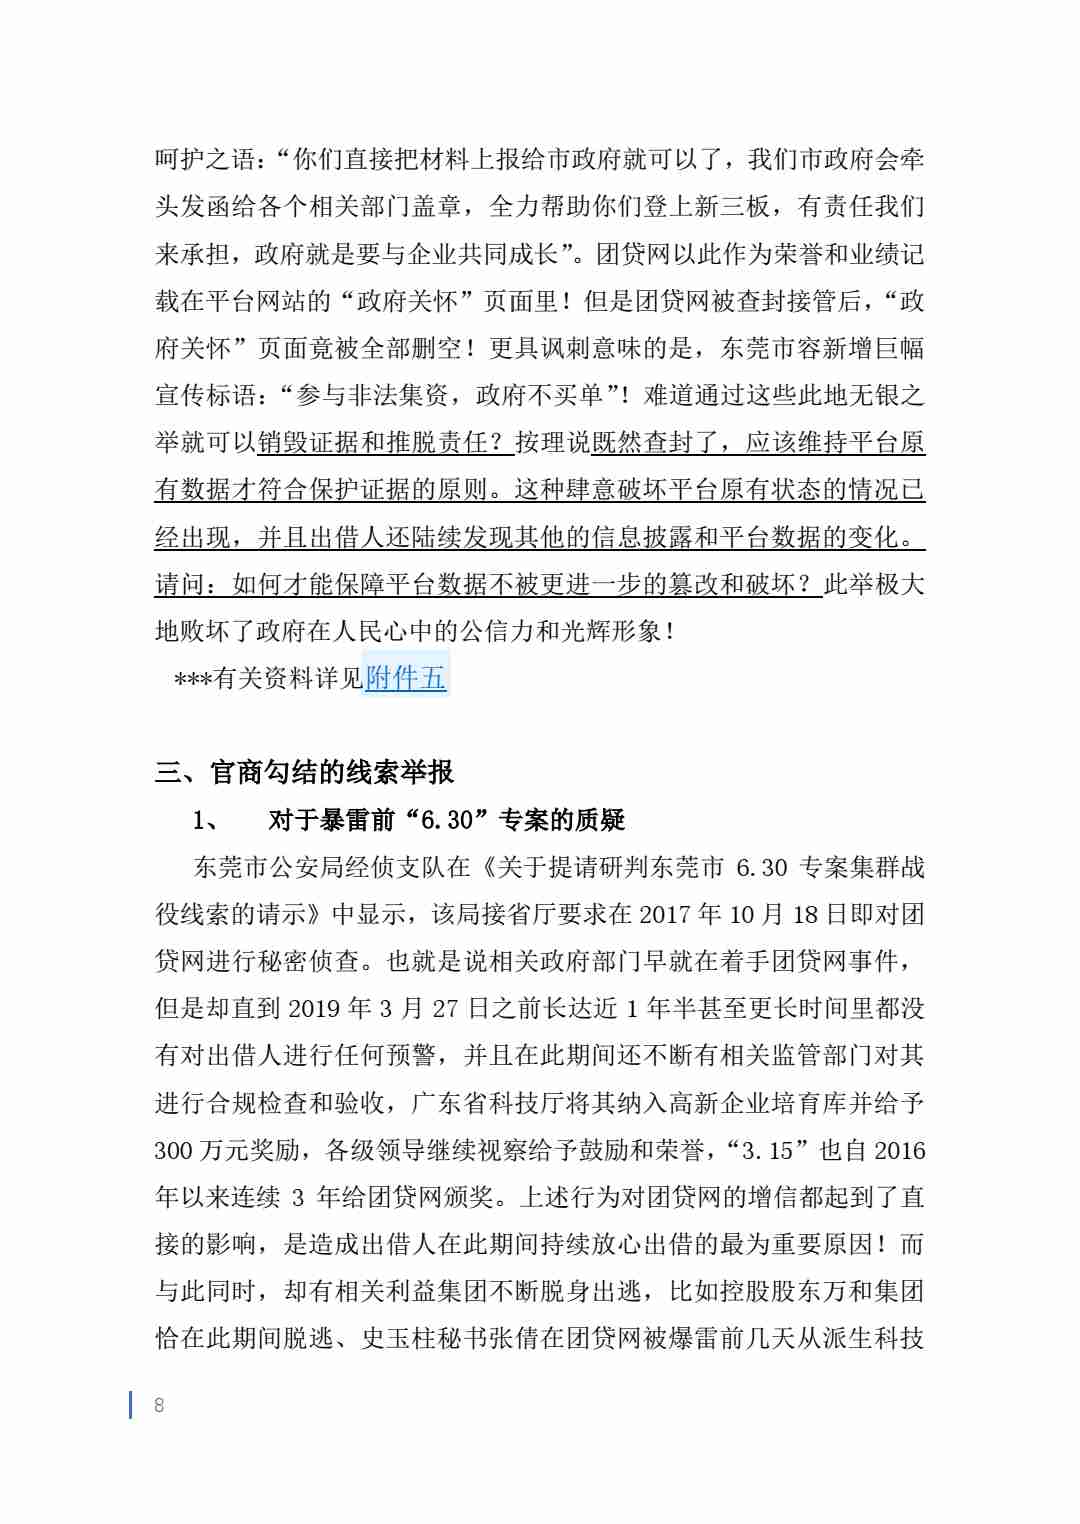 呵护之语：“你们直接把材料上报给市政府就可以了，我们市政府会牵
头发函给各个相关部门盖章，全力帮助你们登上新三板，有责任我们
来承担，政府就是要与企业共同成长”。团贷网以此作为荣誉和业绩记
载在平台网站的“政府关怀”页面里！但是团贷网被查封接管后，“政
府关怀”页面竟被全部删空！更具讽刺意味的是，东莞市容新增巨幅
宣传标语：“参与非法集资，政府不买单”！难道通过这些此地无银之
举就可以销毁证据和推脱责任？按理说既然查封了，应该维持平台原
有数据才符合保护证据的原则。这种肆意破坏平台原有状态的情况已
经出现，并且出借人还陆续发现其他的信息披露和平台数据的变化。
请问：如何才能保障平台数据不被更进一步的篡改和破坏？此举极大
地败坏了政府在人民心中的公信力和光辉形象！
***有关资料详见附件五
三、官商勾结的线索举报
1、 对于暴雷前“6.30”专案的质疑
东莞市公安局经侦支队在《关于提请研判东莞市 6.30 专案集群战
役线索的请示》中显示，该局接省厅要求在 2017 年 10 月 18 日即对团
贷网进行秘密侦查。也就是说相关政府部门早就在着手团贷网事件，
但是却直到 2019 年 3 月 27 日之前长达近 1 年半甚至更长时间里都没
有对出借人进行任何预警，并且在此期间还不断有相关监管部门对其
进行合规检查和验收，广东省科技厅将其纳入高新企业培育库并给予
300 万元奖励，各级领导继续视察给予鼓励和荣誉，“3.15”也自 2016
年以来连续 3 年给团贷网颁奖。上述行为对团贷网的增信都起到了直
接的影响，是造成出借人在此期间持续放心出借的最为重要原因！而
与此同时，却有相关利益集团不断脱身出逃，比如控股股东万和集团
恰在此期间脱逃、史玉柱秘书张倩在团贷网被爆雷前几天从派生科技
8